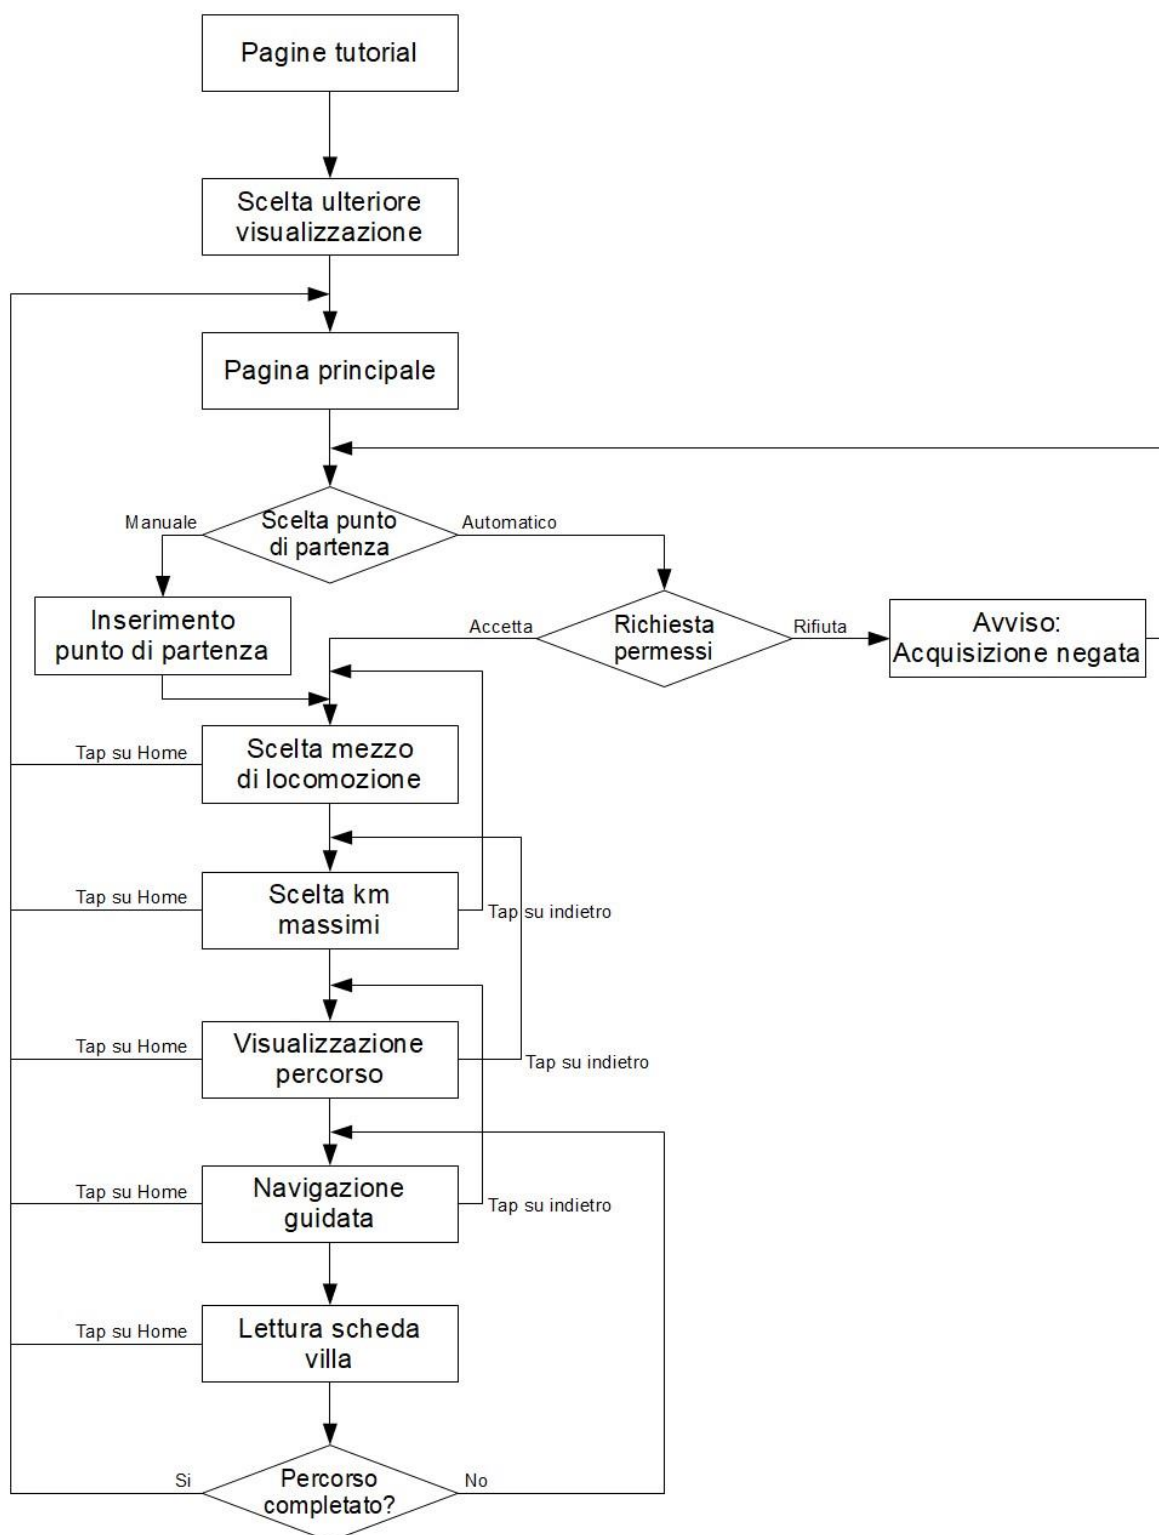 Pagine tutorial
Scelta ulteriore
visualizzazione
Pagina principale
Manuale
Scelta punto
di partenza
Automatico
Inserimento
punto di partenza
Accetta
Richiesta
permessi
Rifiuta
Avviso:
Acquisizione negata
Tap su Home
Scelta mezzo
di locomozione
Tap su Home
Scelta km
massimi
Tap su indietro
Tap su Home
Visualizzazione
percorso
Tap su indietro
Tap su Home
Navigazione
guidata
Tap su indietro
Tap su Home
Lettura scheda
villa
Si
Percorso
completato?
No